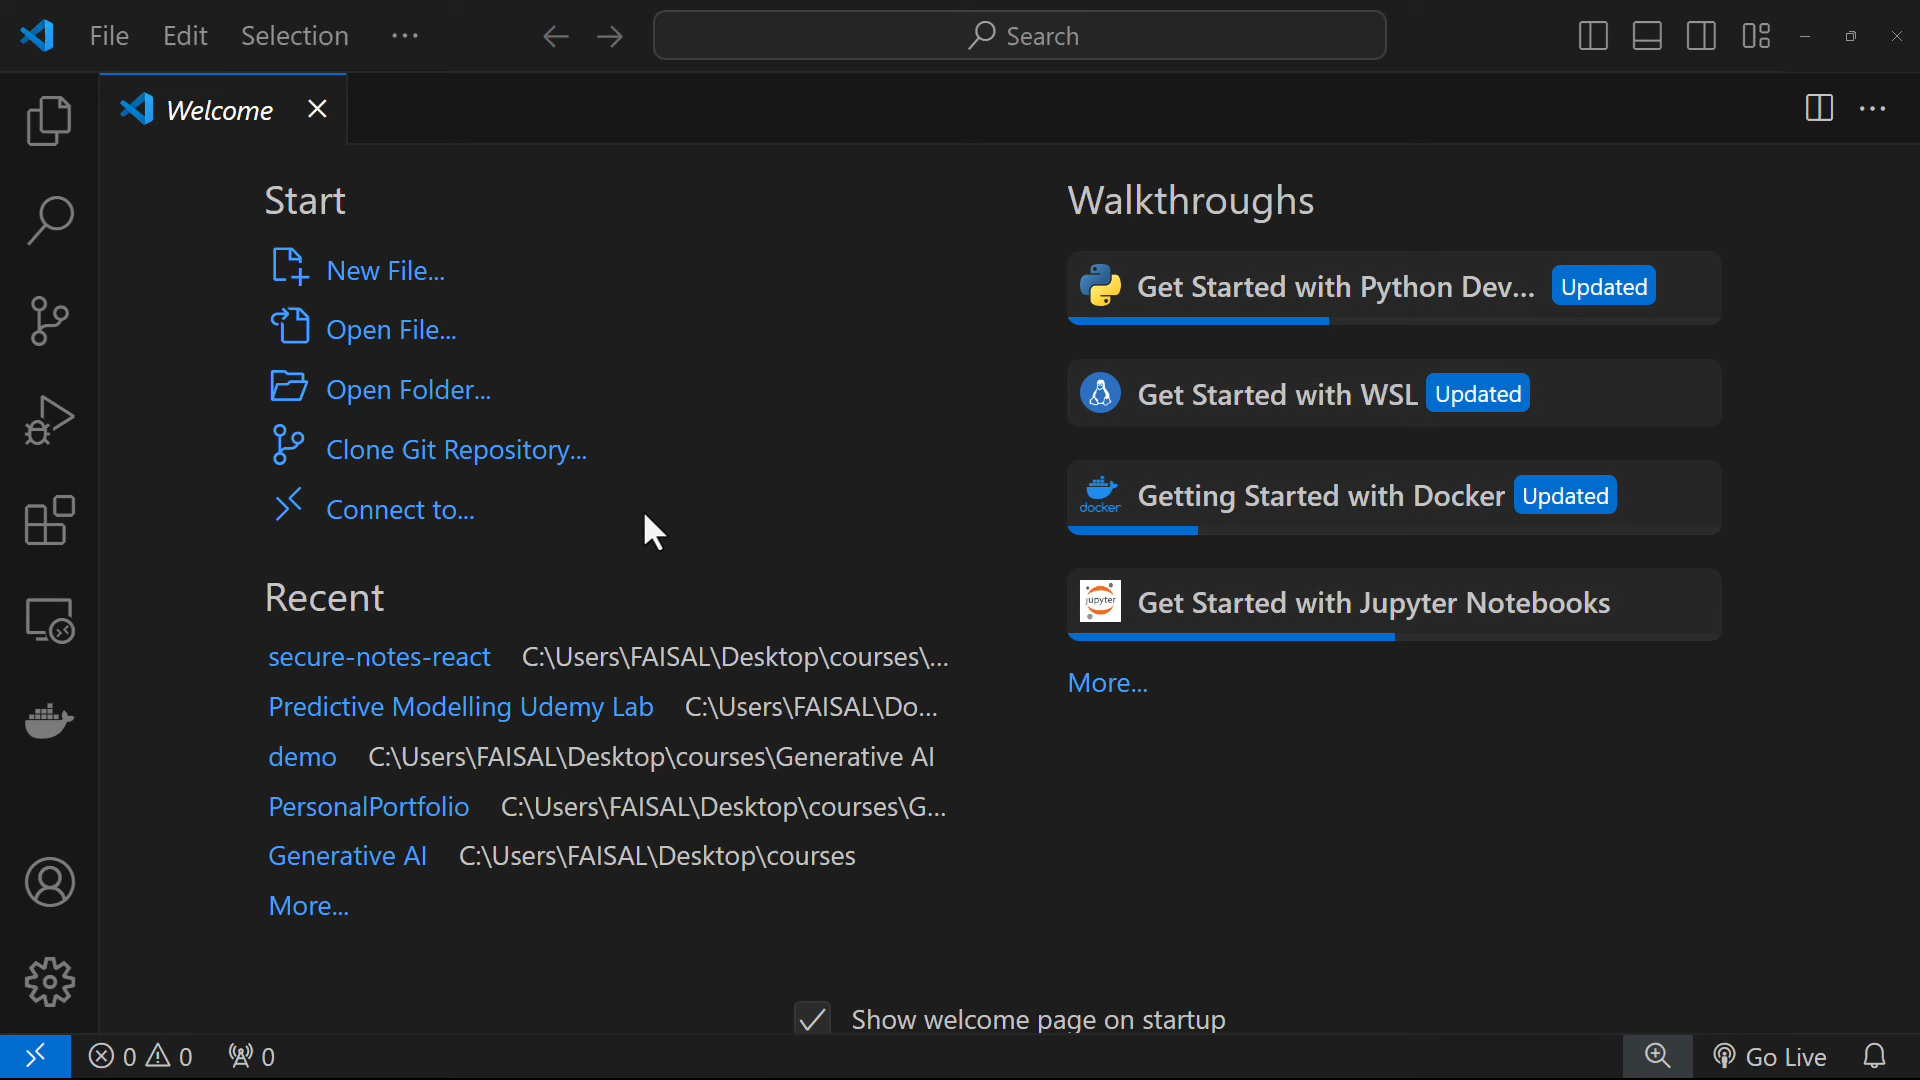 File Edit Selection ···
Search
Welcome
Start
New File...
Open File...
Open Folder...
Clone Git Repository...
Connect to...
Recent
secure-notes-react C:\Users\FAISAL\Desktop\courses\...
Predictive Modelling Udemy Lab C:\Users\FAISAL\Do...
demo C:\Users\FAISAL\Desktop\courses\Generative AI
PersonalPortfolio C:\Users\FAISAL\Desktop\courses\G...
Generative AI C:\Users\FAISAL\Desktop\courses
More...
Walkthroughs
Get Started with Python Dev... Updated
Get Started with WSL Updated
docker Getting Started with Docker Updated
jupyter Get Started with Jupyter Notebooks
More...
Show welcome page on startup
0 0 0 Go Live